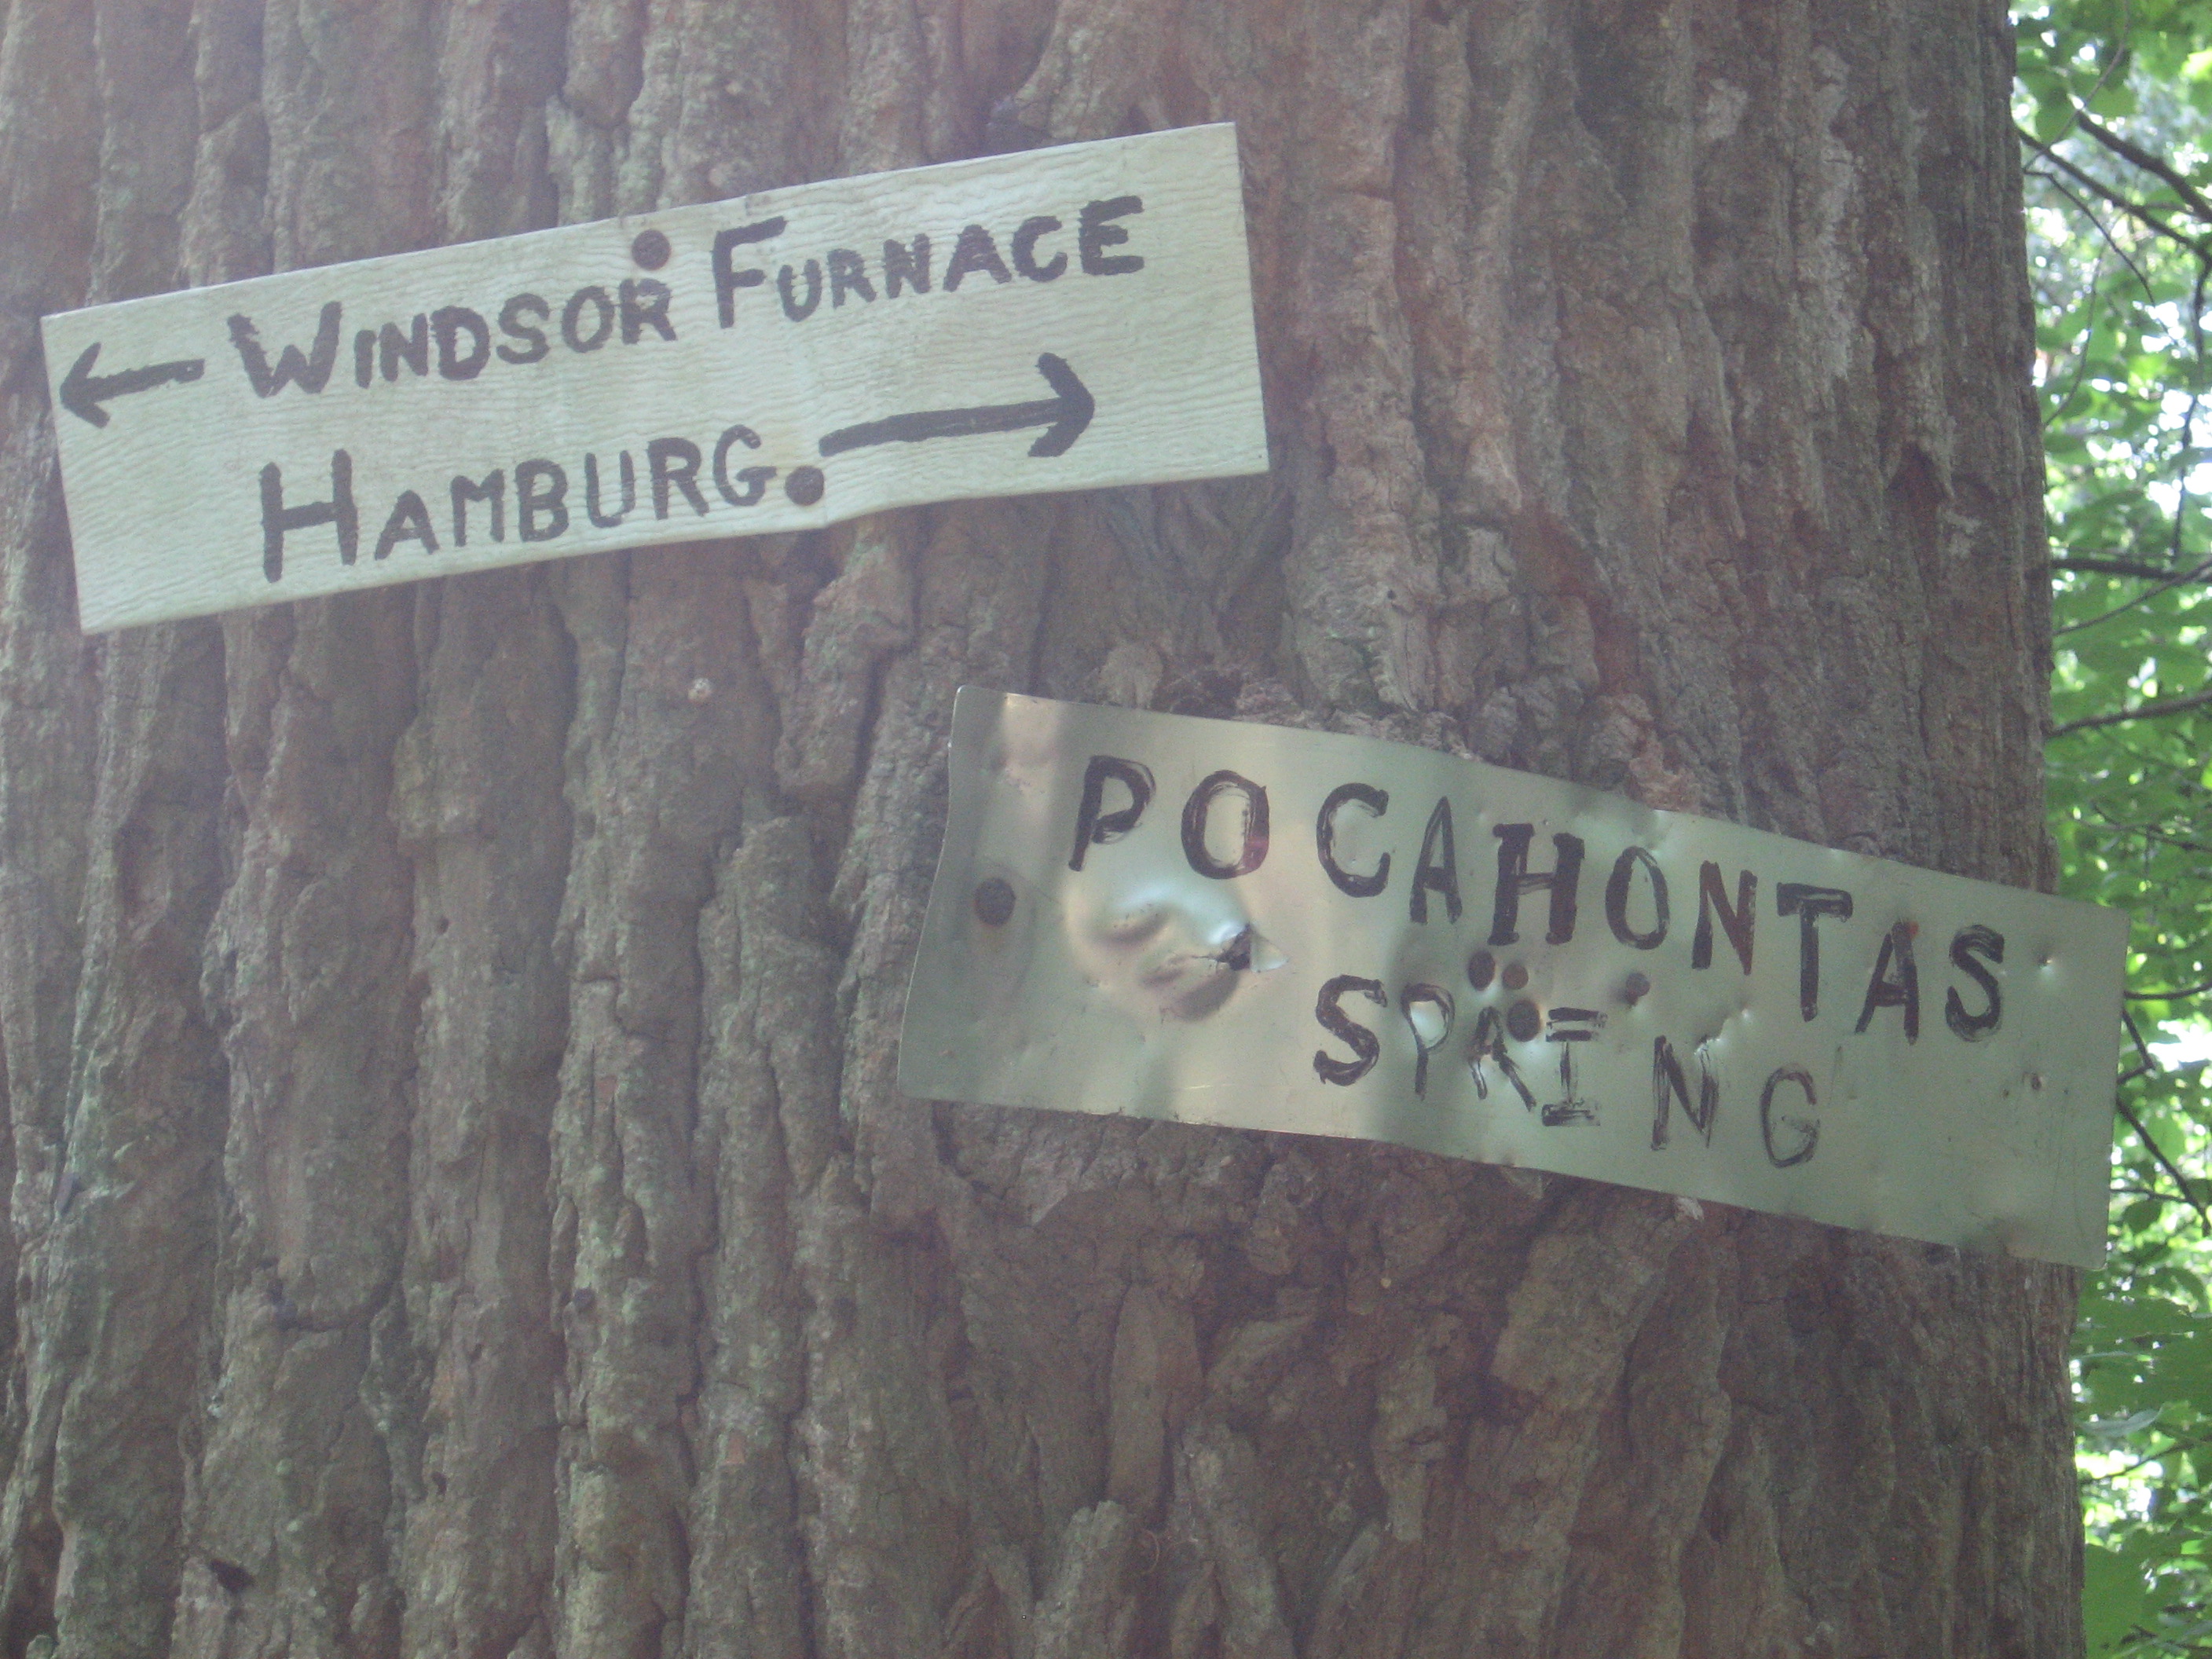 ← WINDSOR FURNACE
HAMBURG. →
POCAHONTAS
SPRING